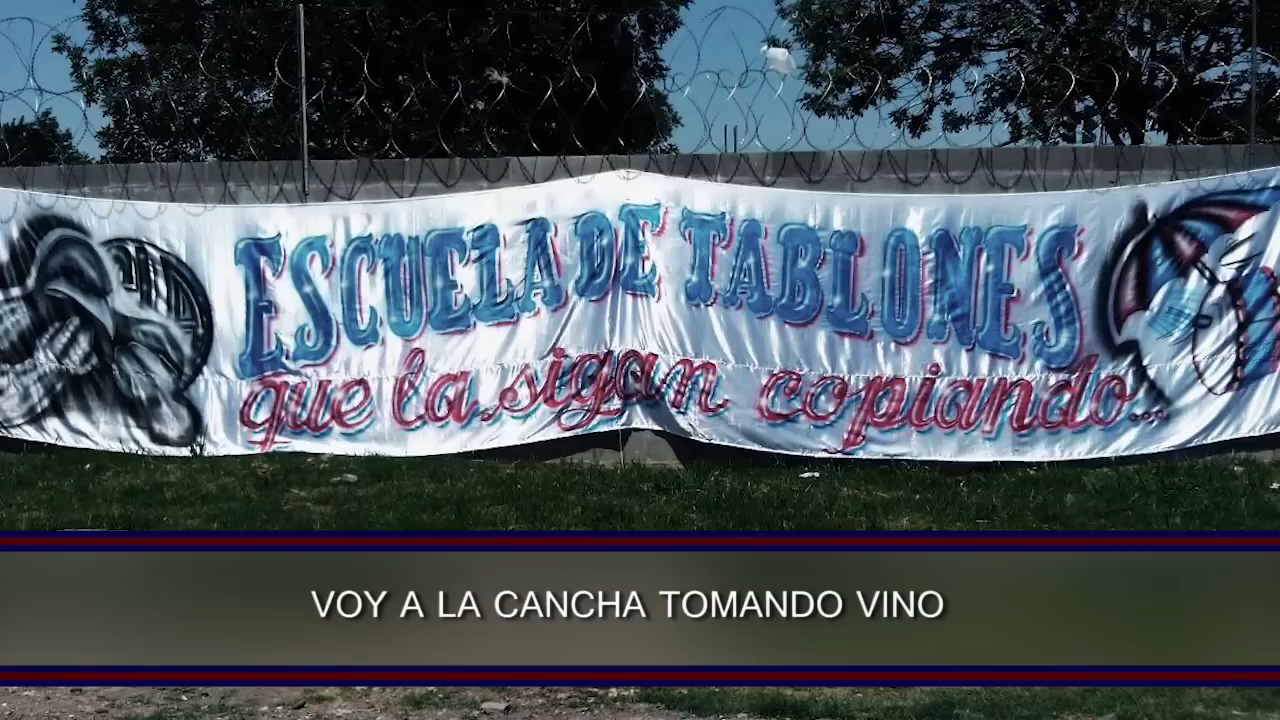 ESCUELA DE TABLONES
que la sigan copiando...
VOY A LA CANCHA TOMANDO VINO